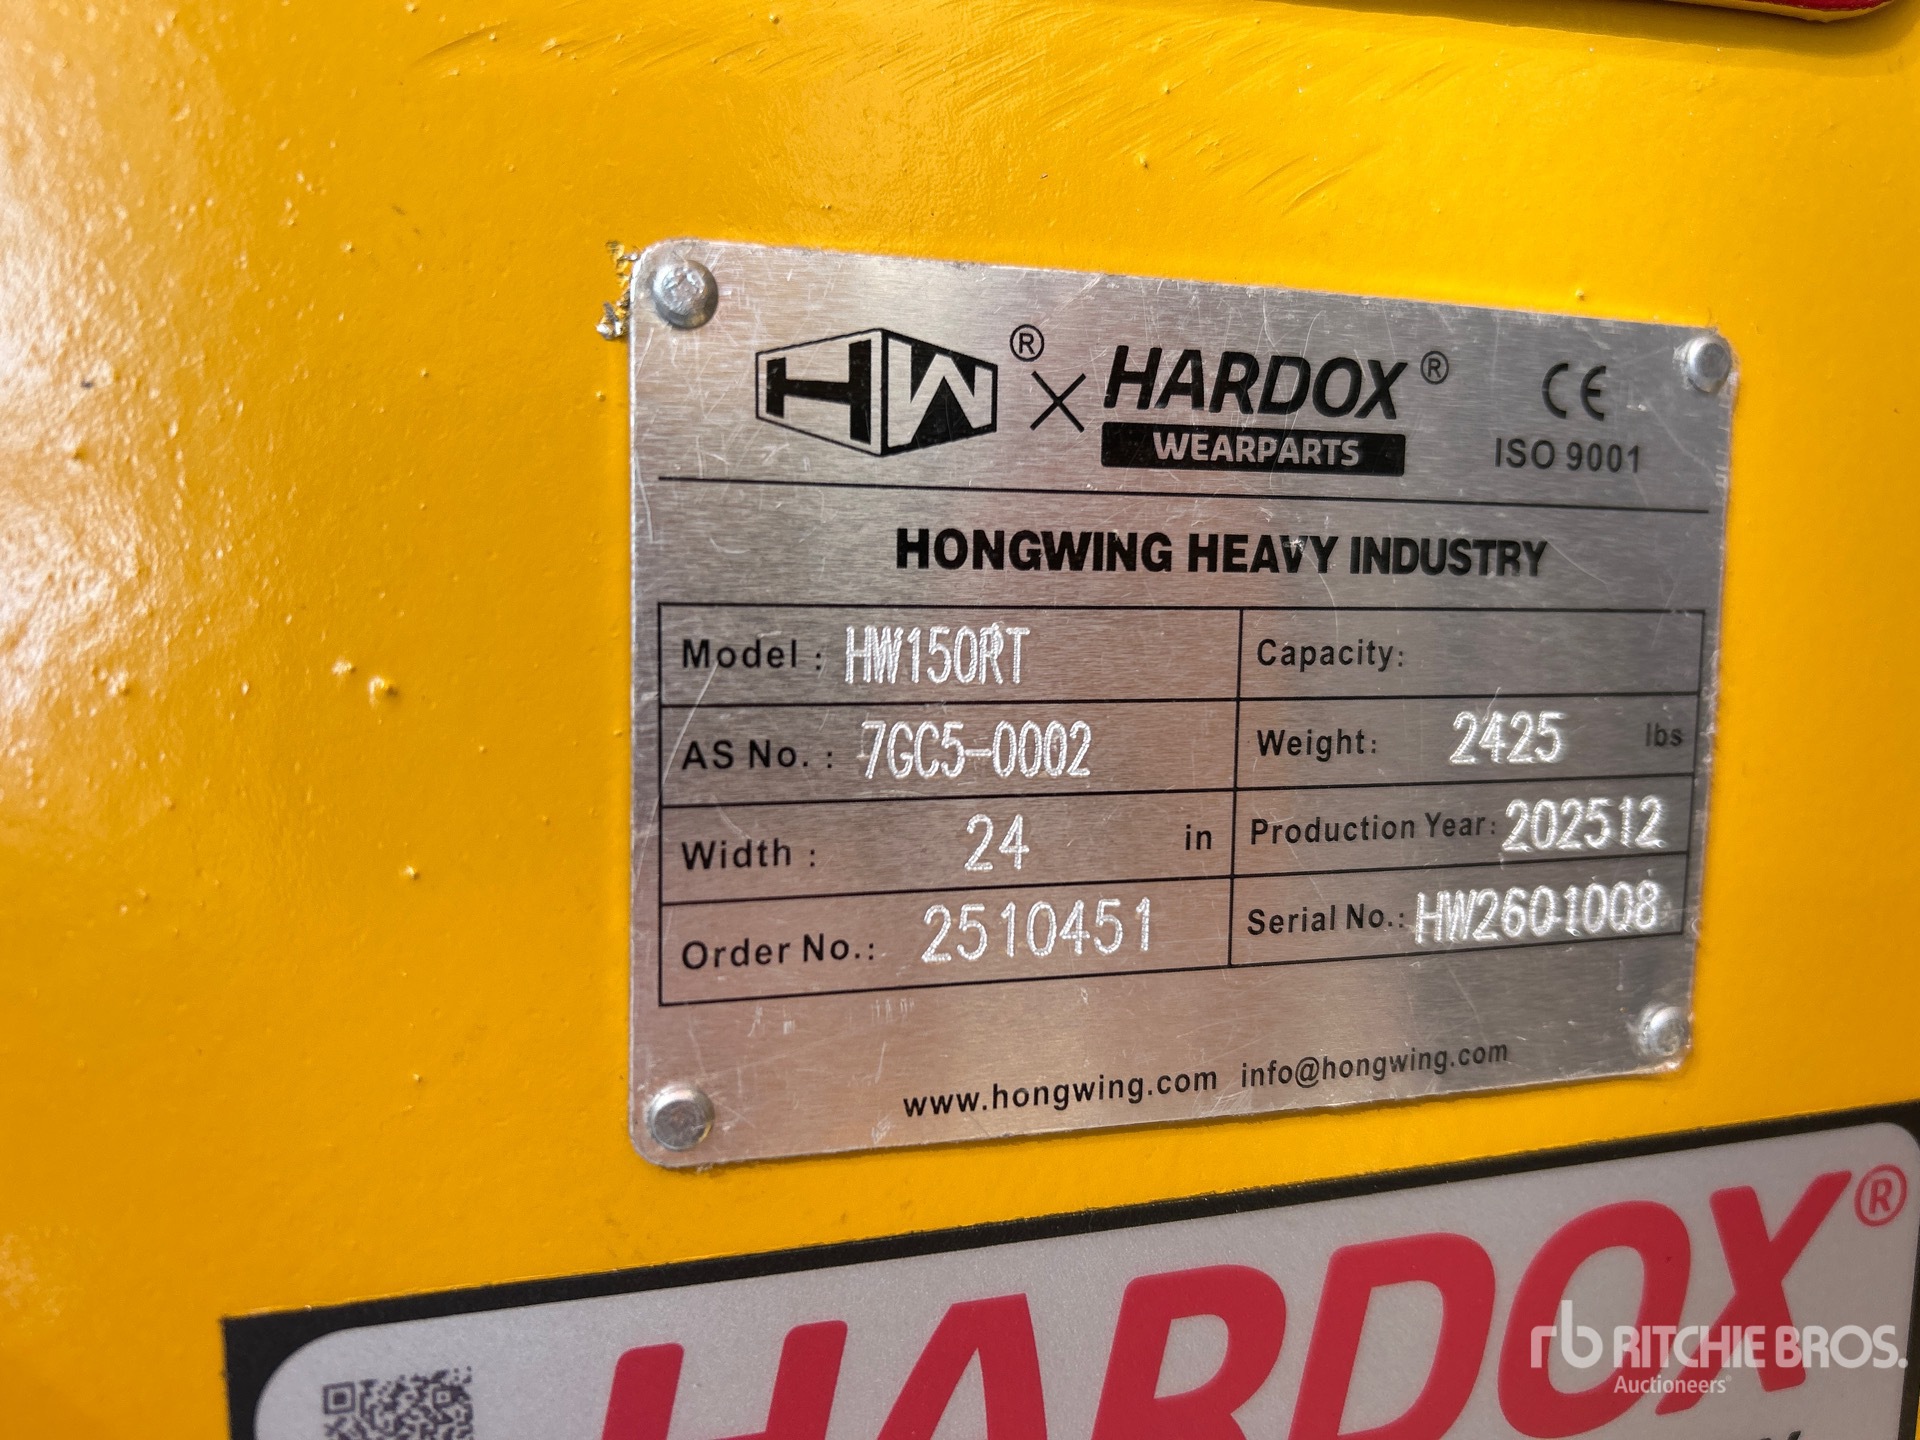 HW® × HARDOX® CE
WEARPARTS ISO 9001
HONGWING HEAVY INDUSTRY
Model : HW150RT Capacity:
AS No. : 7GC5-0002 Weight: 2425 lbs
Width : 24 in Production Year: 202512
Order No.: 2510451 Serial No.: HW2601008
www.hongwing.com info@hongwing.com
HARDOX®
rb RITCHIE BROS.
Auctioneers